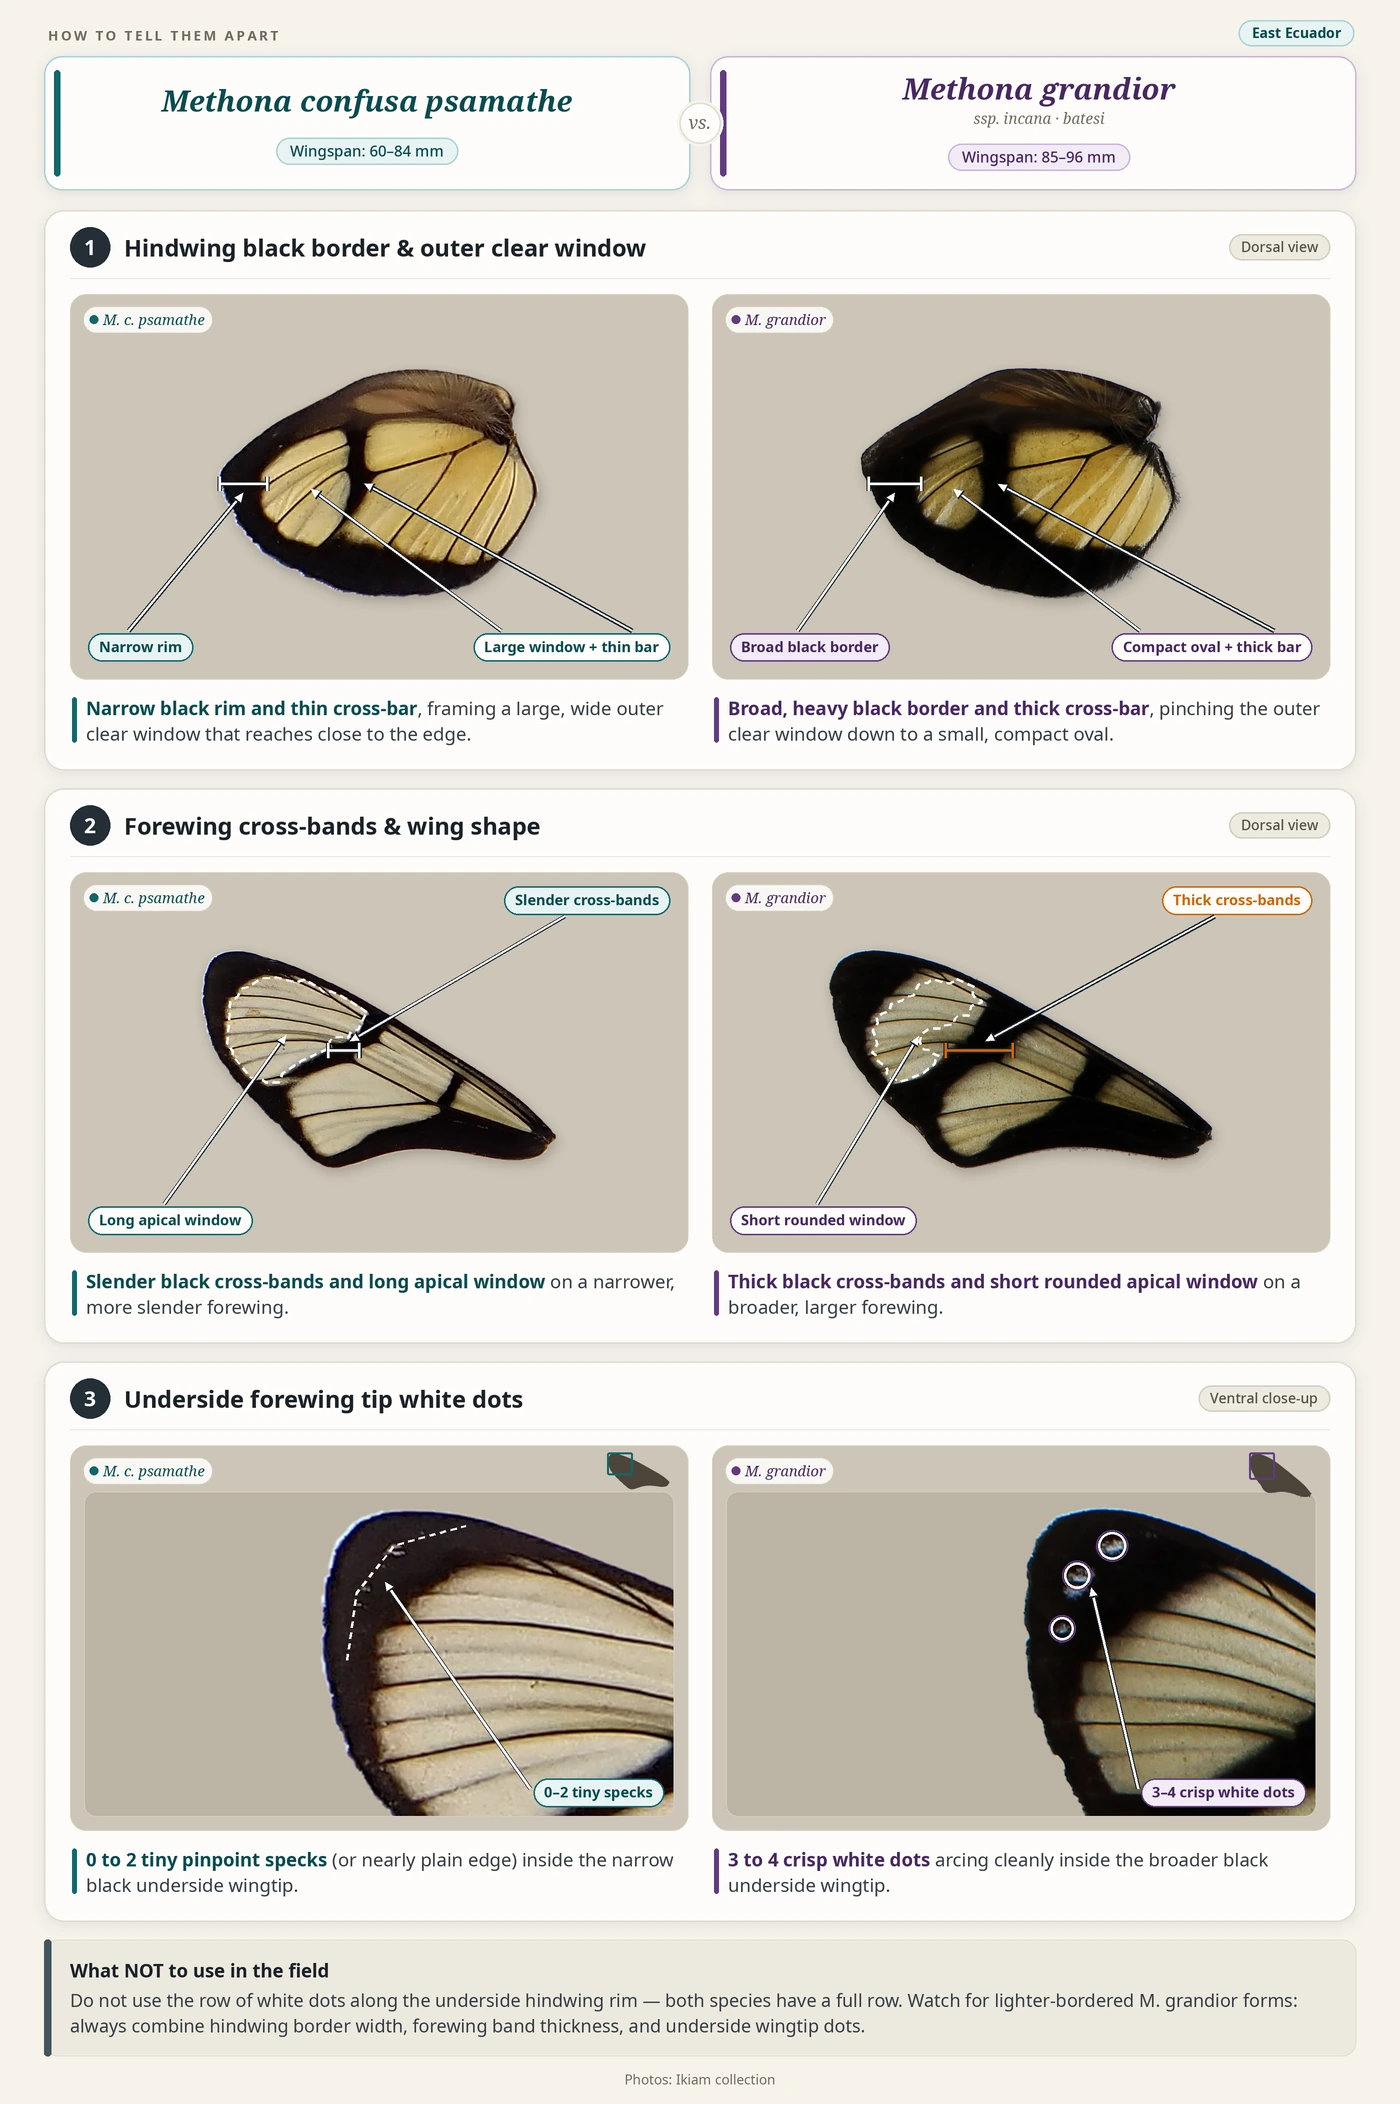 HOW TO TELL THEM APART
East Ecuador
Methona confusa psamathe
Wingspan: 60–84 mm
vs.
Methona grandior
ssp. incana · batesi
Wingspan: 85–96 mm
1
Hindwing black border & outer clear window
Dorsal view
M. c. psamathe
Narrow rim
Large window + thin bar
M. grandior
Broad black border
Compact oval + thick bar
Narrow black rim and thin cross-bar, framing a large, wide outer
clear window that reaches close to the edge.
Broad, heavy black border and thick cross-bar, pinching the outer
clear window down to a small, compact oval.
2
Forewing cross-bands & wing shape
Dorsal view
M. c. psamathe
Slender cross-bands
Long apical window
M. grandior
Thick cross-bands
Short rounded window
Slender black cross-bands and long apical window on a narrower,
more slender forewing.
Thick black cross-bands and short rounded apical window on a
broader, larger forewing.
3
Underside forewing tip white dots
Ventral close-up
M. c. psamathe
0–2 tiny specks
M. grandior
3–4 crisp white dots
0 to 2 tiny pinpoint specks (or nearly plain edge) inside the narrow
black underside wingtip.
3 to 4 crisp white dots arcing cleanly inside the broader black
underside wingtip.
What NOT to use in the field
Do not use the row of white dots along the underside hindwing rim — both species have a full row. Watch for lighter-bordered M. grandior forms:
always combine hindwing border width, forewing band thickness, and underside wingtip dots.
Photos: Ikiam collection